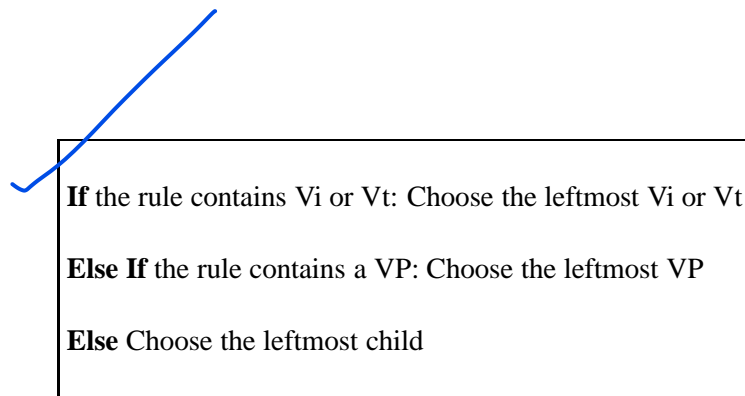 If the rule contains Vi or Vt: Choose the leftmost Vi or Vt
Else If the rule contains a VP: Choose the leftmost VP
Else Choose the leftmost child